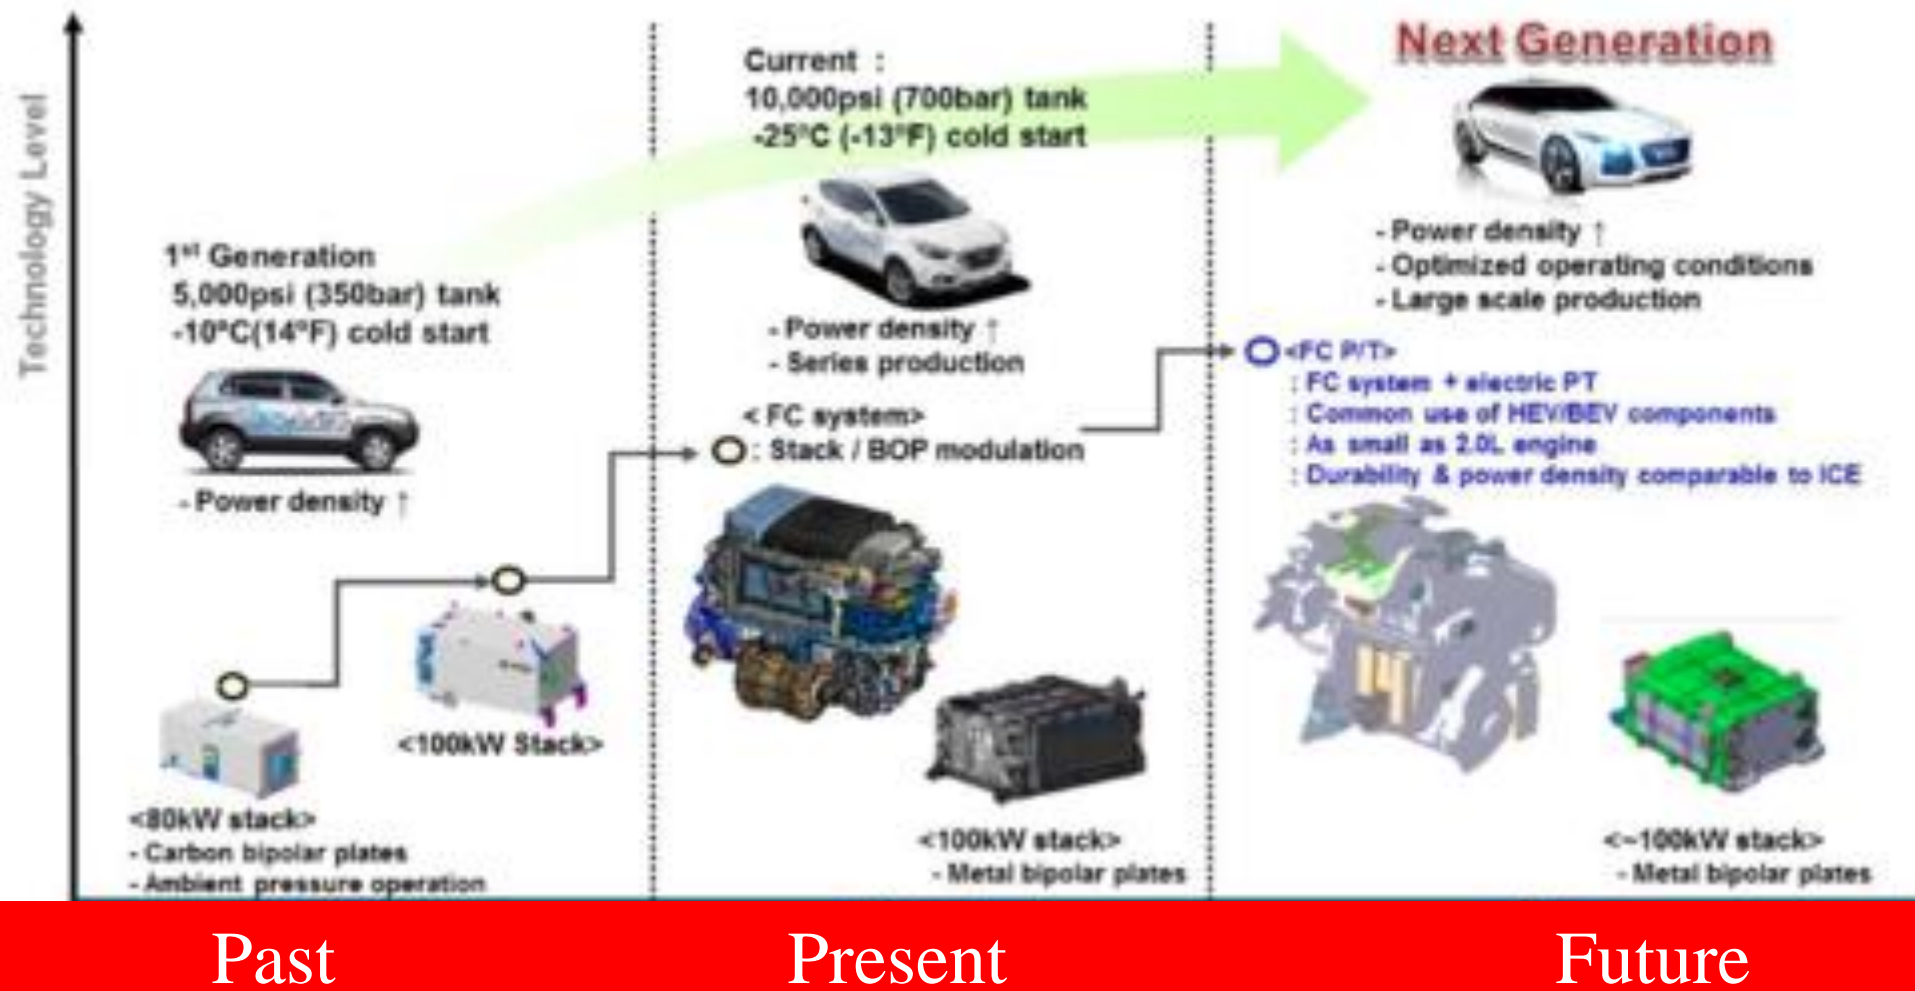 Technology Level
1st Generation
5,000psi (350bar) tank
-10°C(14°F) cold start
- Power density ↑
<80kW stack>
- Carbon bipolar plates
- Ambient pressure operation
<100kW Stack>
Current :
10,000psi (700bar) tank
-25°C (-13°F) cold start
- Power density ↑
- Series production
< FC system>
: Stack / BOP modulation
<100kW stack>
- Metal bipolar plates
Next Generation
- Power density ↑
- Optimized operating conditions
- Large scale production
<FC P/T>
: FC system + electric PT
: Common use of HEV/BEV components
: As small as 2.0L engine
: Durability & power density comparable to ICE
<~100kW stack>
- Metal bipolar plates
Past
Present
Future